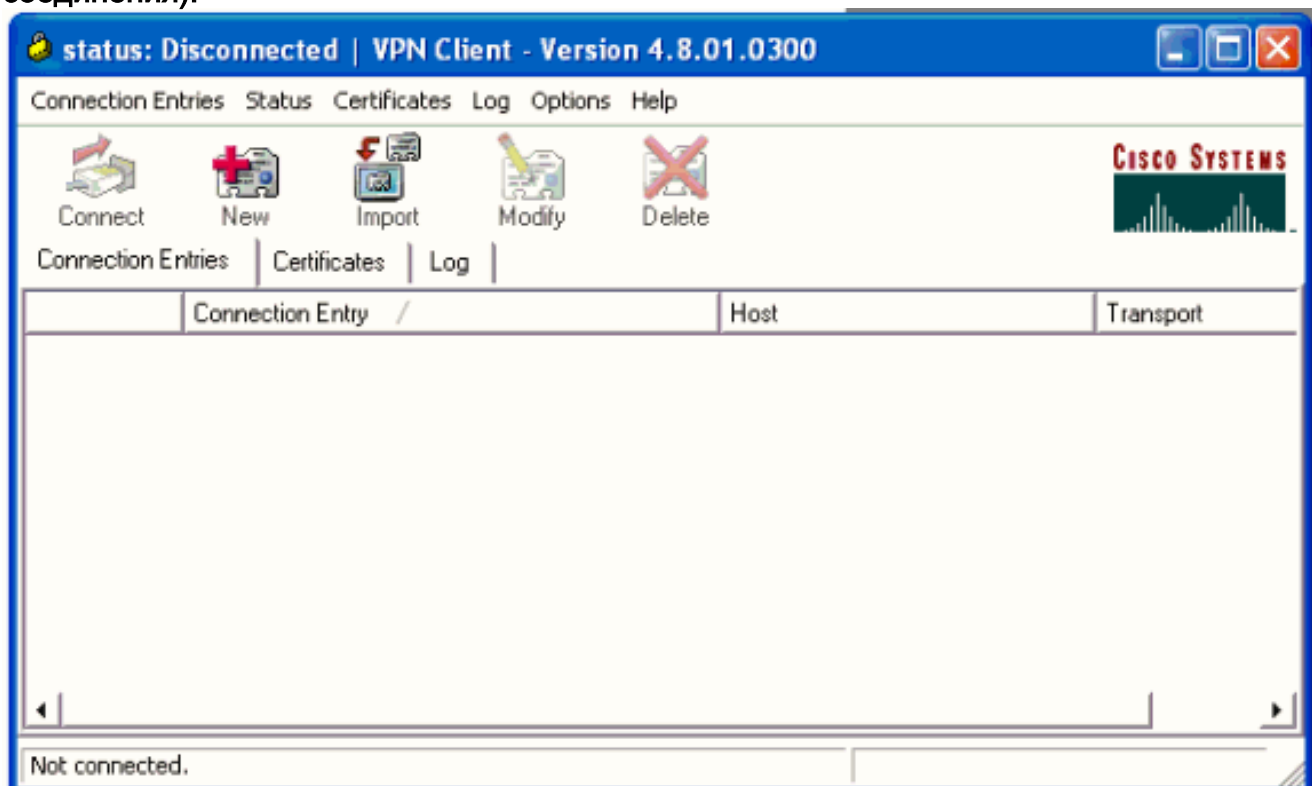 соединения).
status: Disconnected | VPN Client - Version 4.8.01.0300
Connection Entries Status Certificates Log Options Help
Connect New Import Modify Delete
CISCO SYSTEMS
Connection Entries Certificates Log
Connection Entry / Host Transport
Not connected.